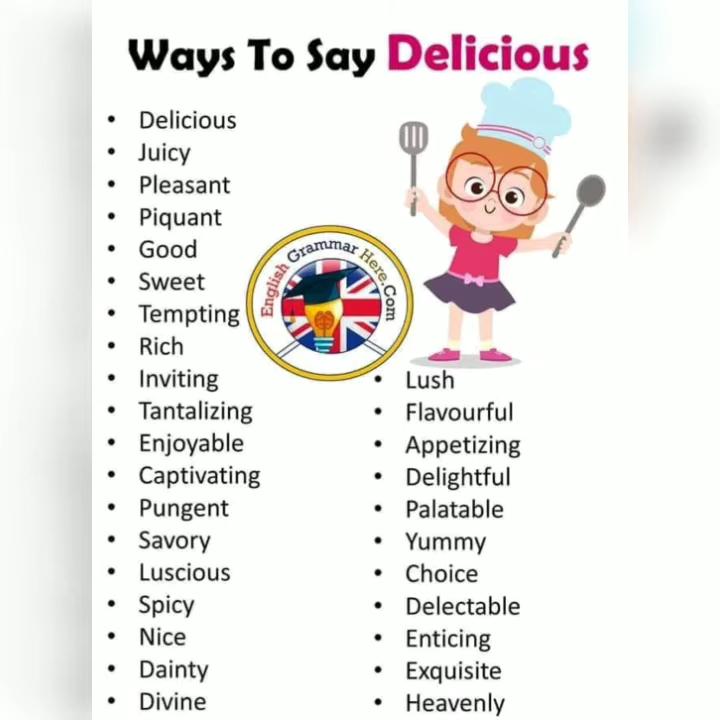 Ways To Say Delicious
Delicious
Juicy
Pleasant
Piquant
Good
Sweet
Tempting
Rich
Inviting
Tantalizing
Enjoyable
Captivating
Pungent
Savory
Luscious
Spicy
Nice
Dainty
Divine
English Grammar Here.Com
Lush
Flavourful
Appetizing
Delightful
Palatable
Yummy
Choice
Delectable
Enticing
Exquisite
Heavenly